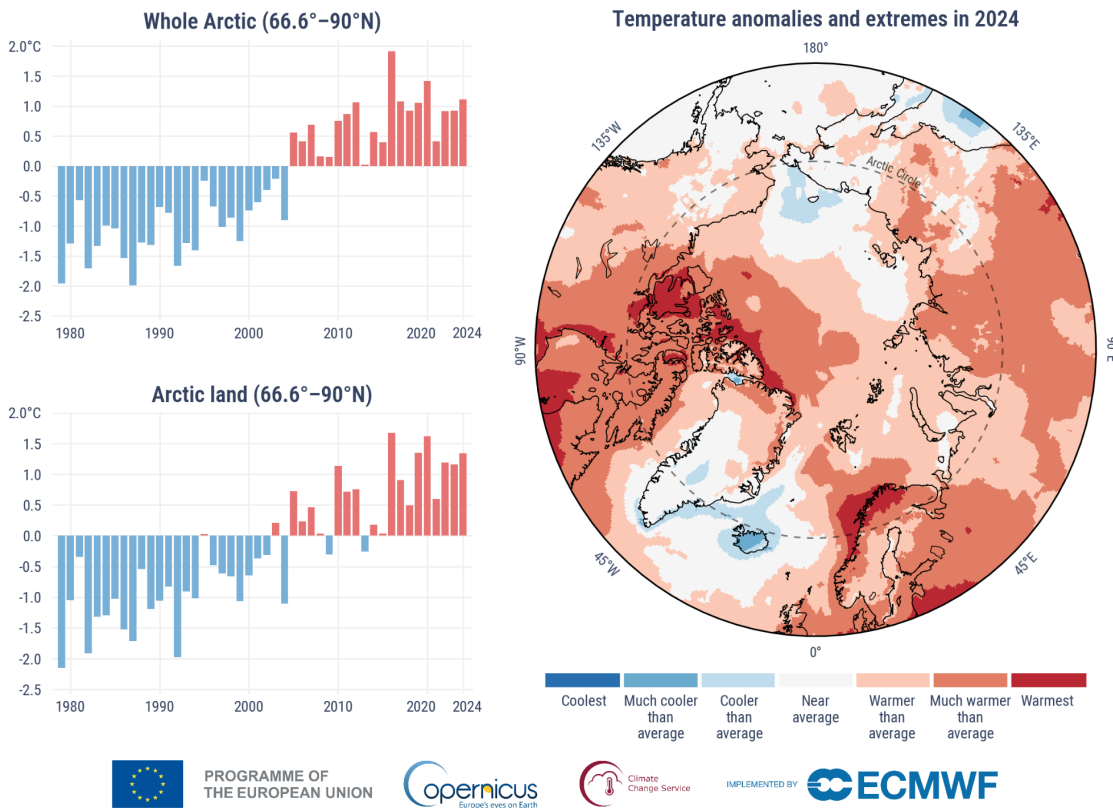 Whole Arctic (66.6°–90°N)
2.0°C
1.5
1.0
0.5
0.0
-0.5
-1.0
-1.5
-2.0
-2.5
1980
1990
2000
2010
2020
2024
Arctic land (66.6°–90°N)
2.0°C
1.5
1.0
0.5
0.0
-0.5
-1.0
-1.5
-2.0
-2.5
1980
1990
2000
2010
2020
2024
Temperature anomalies and extremes in 2024
180°
135°W
135°E
Arctic Circle
90°W
90°E
45°W
45°E
0°
Coolest
Much cooler
than
average
Cooler
than
average
Near
average
Warmer
than
average
Much warmer
than
average
Warmest
PROGRAMME OF
THE EUROPEAN UNION
Copernicus
Europe's eyes on Earth
Climate
Change Service
IMPLEMENTED BY
ECMWF